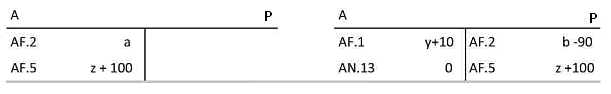 A P A P
AF.2 a AF.1 y+10 AF.2 b -90
AF.5 z + 100 AN.13 0 AF.5 z +100